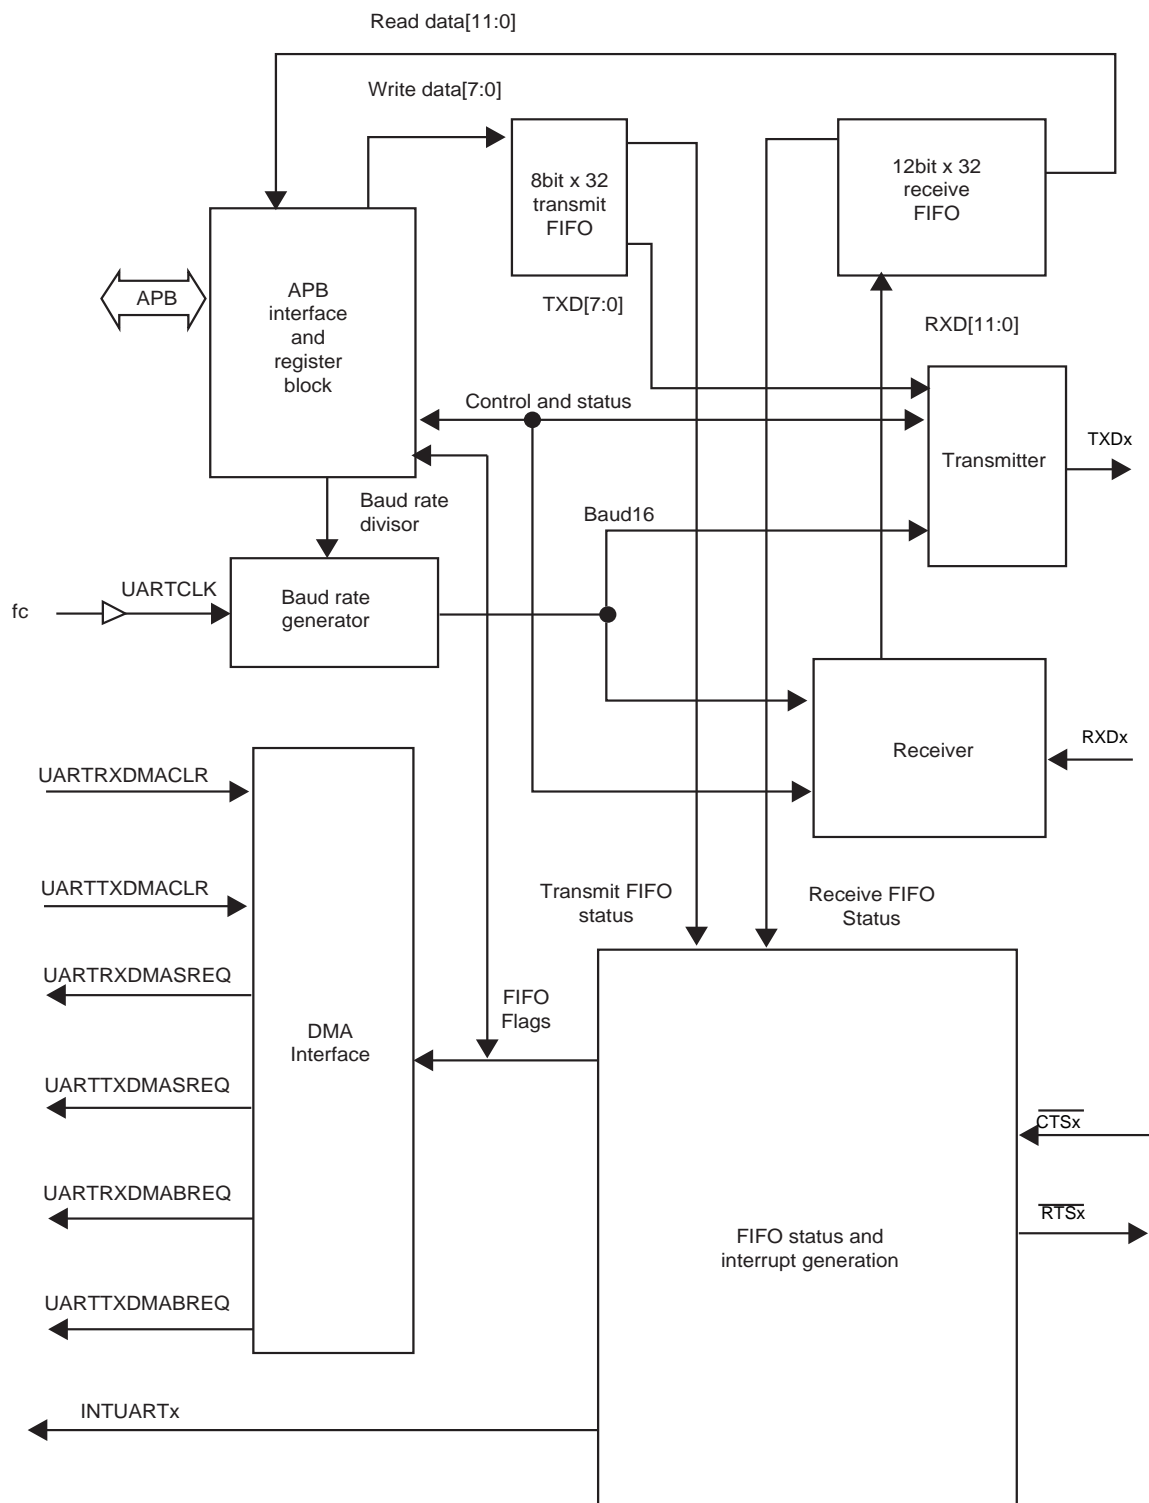 Read data[11:0]
Write data[7:0]
8bit x 32
transmit
FIFO
12bit x 32
receive
FIFO
APB
APB
interface
and
register
block
TXD[7:0]
RXD[11:0]
Control and status
TXDx
Transmitter
Baud rate
divisor
Baud16
UARTCLK
fc
Baud rate
generator
RXDx
Receiver
UARTRXDMACLR
UARTTXDMACLR
Transmit FIFO
status
Receive FIFO
Status
UARTRXDMASREQ
FIFO
Flags
DMA
Interface
UARTTXDMASREQ
CTSx
UARTRXDMABREQ
RTSx
FIFO status and
interrupt generation
UARTTXDMABREQ
INTUARTx